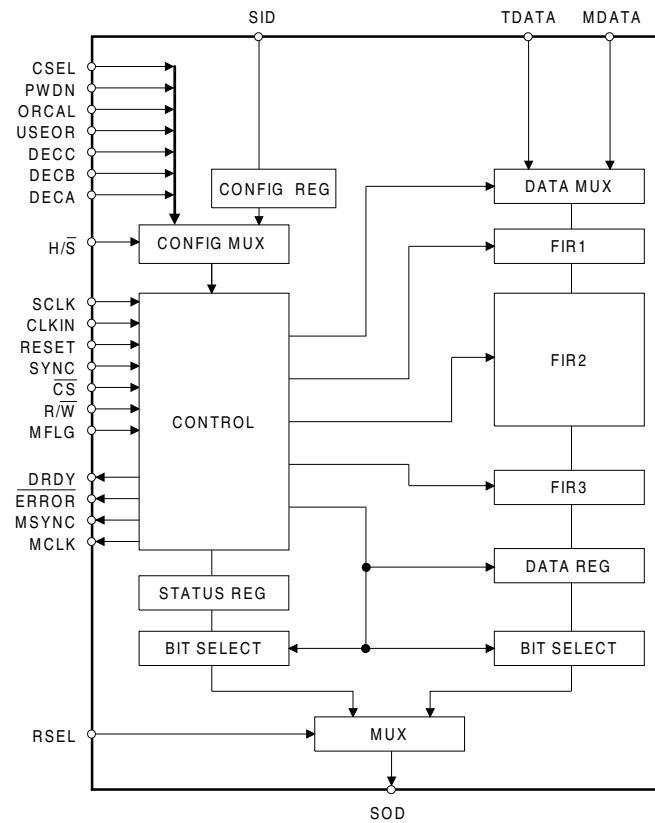 SID
TDATA MDATA
CSEL
PWDN
ORCAL
USEOR
DECC
DECB
DECA
CONFIG REG
DATA MUX
H/S̅
CONFIG MUX
FIR1
SCLK
CLKIN
RESET
SYNC
C̅S̅
R/W̅
MFLG
CONTROL
FIR2
DRDY
E̅R̅R̅O̅R̅
MSYNC
MCLK
FIR3
DATA REG
STATUS REG
BIT SELECT
BIT SELECT
RSEL
MUX
SOD